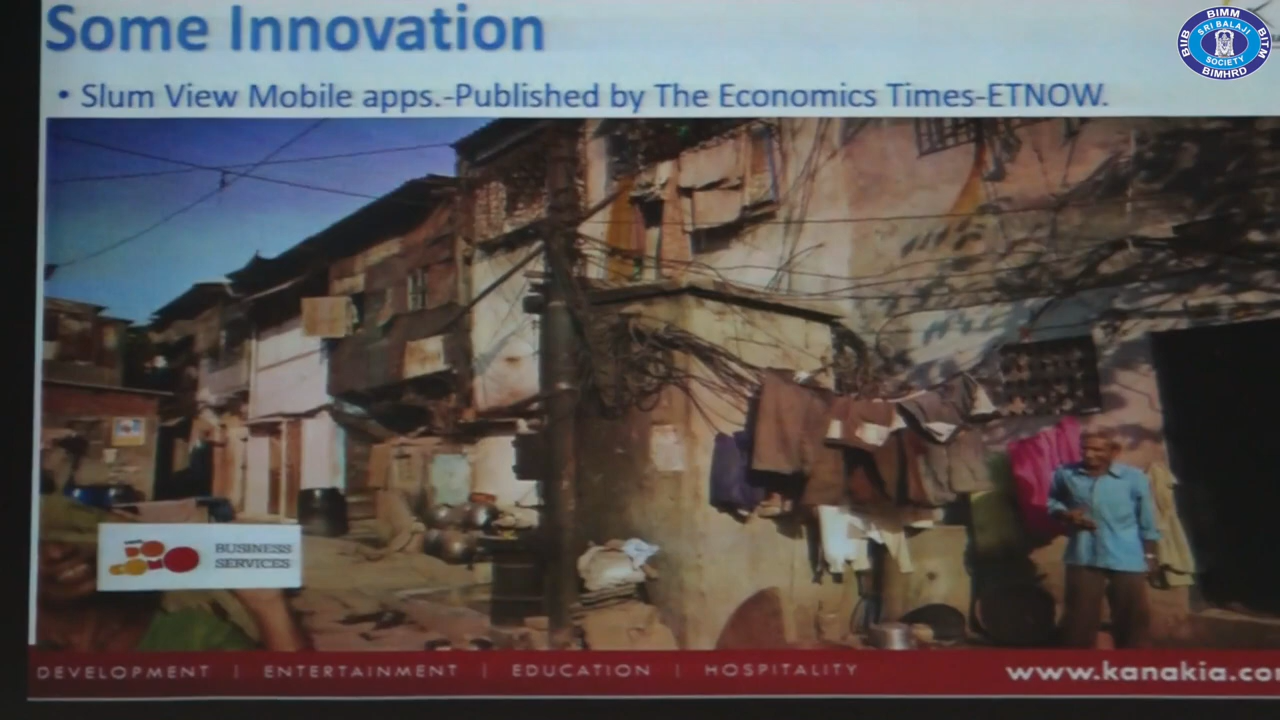 Some Innovation
• Slum View Mobile apps.-Published by The Economics Times-ETNOW.
BIMM
BIIB
SRI BALAJI
SOCIETY
BITM
BIMHRD
BUSINESS
SERVICES
DEVELOPMENT | ENTERTAINMENT | EDUCATION | HOSPITALITY
www.kanakia.co